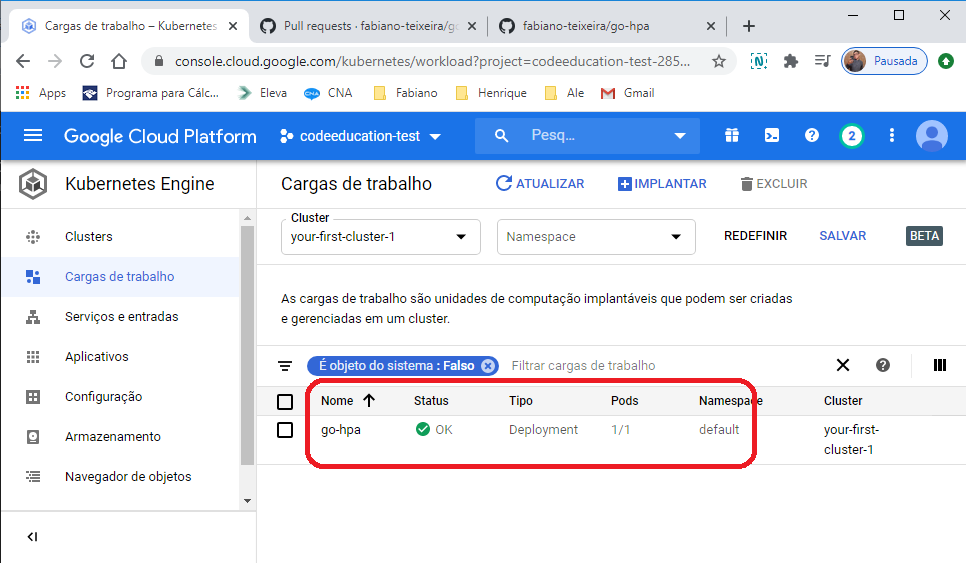 Cargas de trabalho – Kubernetes
Pull requests · fabiano-teixeira/go
fabiano-teixeira/go-hpa
console.cloud.google.com/kubernetes/workload?project=codeeducation-test-285...
Pausada
Apps
Programa para Cálc...
Eleva
CNA
Fabiano
Henrique
Ale
Gmail
Google Cloud Platform
codeeducation-test
Pesq...
2
Kubernetes Engine
Cargas de trabalho
ATUALIZAR
IMPLANTAR
EXCLUIR
Clusters
Cargas de trabalho
Serviços e entradas
Aplicativos
Configuração
Armazenamento
Navegador de objetos
Cluster
your-first-cluster-1
Namespace
REDEFINIR
SALVAR
BETA
As cargas de trabalho são unidades de computação implantáveis que podem ser criadas
e gerenciadas em um cluster.
É objeto do sistema : Falso
Filtrar cargas de trabalho
Nome Status Tipo Pods Namespace Cluster
go-hpa OK Deployment 1/1 default your-first-
cluster-1